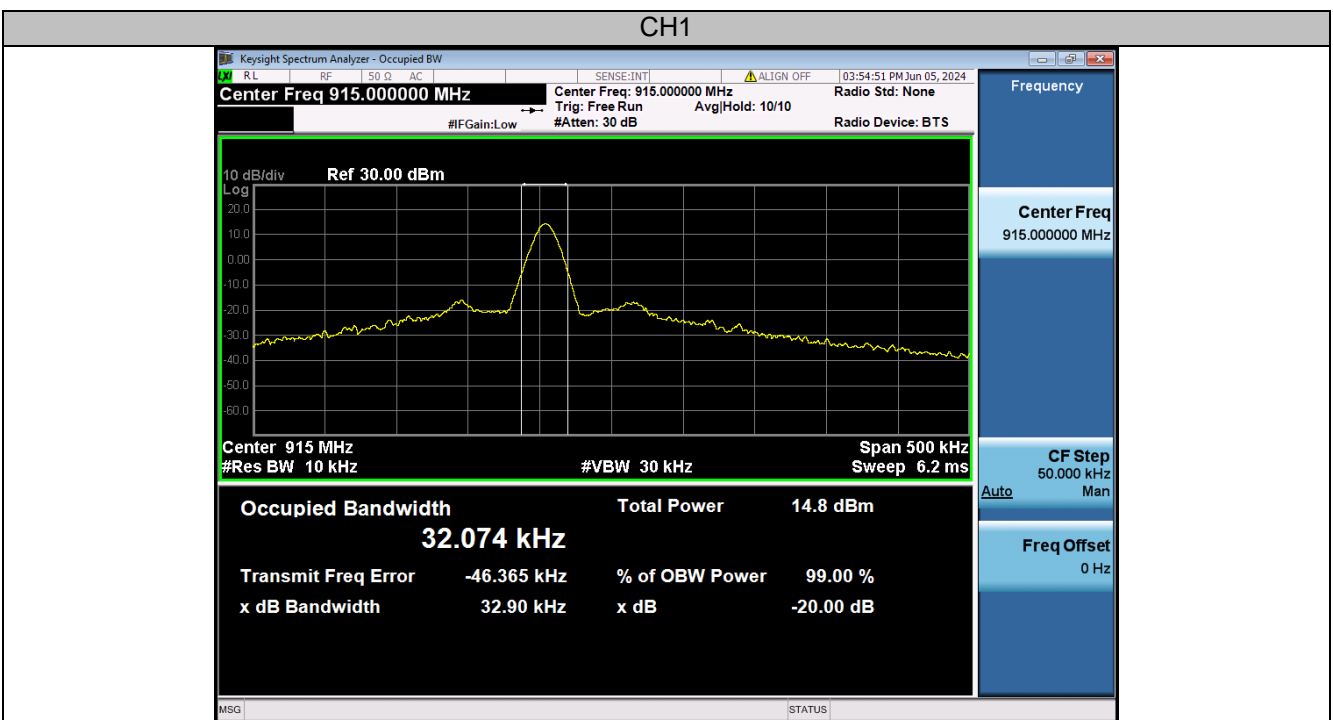 CH1
Keysight Spectrum Analyzer - Occupied BW
LXI RL RF 50 Ω AC SENSE:INT ALIGN OFF 03:54:51 PM Jun 05, 2024
Center Freq 915.000000 MHz Center Freq: 915.000000 MHz Radio Std: None Frequency
Trig: Free Run Avg|Hold: 10/10
#IFGain:Low #Atten: 30 dB Radio Device: BTS
10 dB/div Ref 30.00 dBm
Log
20.0
10.0
0.00
-10.0
-20.0
-30.0
-40.0
-50.0
-60.0
Center 915 MHz Span 500 kHz
#Res BW 10 kHz #VBW 30 kHz Sweep 6.2 ms
Occupied Bandwidth Total Power 14.8 dBm
32.074 kHz
Transmit Freq Error -46.365 kHz % of OBW Power 99.00 %
x dB Bandwidth 32.90 kHz x dB -20.00 dB
Center Freq
915.000000 MHz
CF Step
50.000 kHz
Auto Man
Freq Offset
0 Hz
MSG STATUS